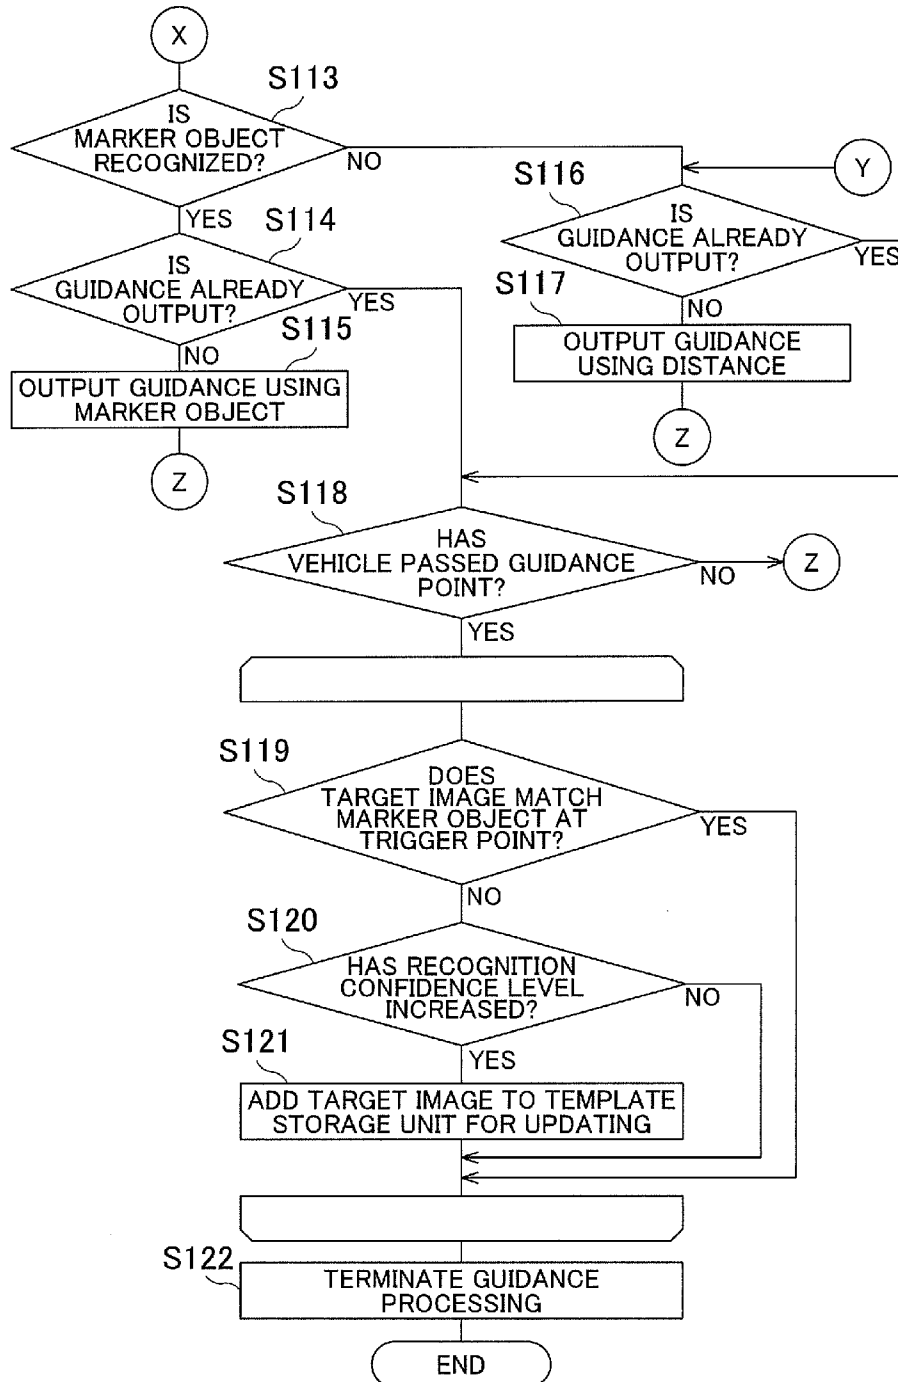 X
S113
IS
MARKER OBJECT
RECOGNIZED?
NO
YES
Y
S116
IS
GUIDANCE ALREADY
OUTPUT?
YES
NO
S114
IS
GUIDANCE ALREADY
OUTPUT?
YES
NO
S117
OUTPUT GUIDANCE
USING DISTANCE
Z
S115
OUTPUT GUIDANCE USING
MARKER OBJECT
Z
S118
HAS
VEHICLE PASSED GUIDANCE
POINT?
NO
Z
YES
S119
DOES
TARGET IMAGE MATCH
MARKER OBJECT AT
TRIGGER POINT?
YES
NO
S120
HAS RECOGNITION
CONFIDENCE LEVEL
INCREASED?
NO
YES
S121
ADD TARGET IMAGE TO TEMPLATE
STORAGE UNIT FOR UPDATING
S122
TERMINATE GUIDANCE
PROCESSING
END